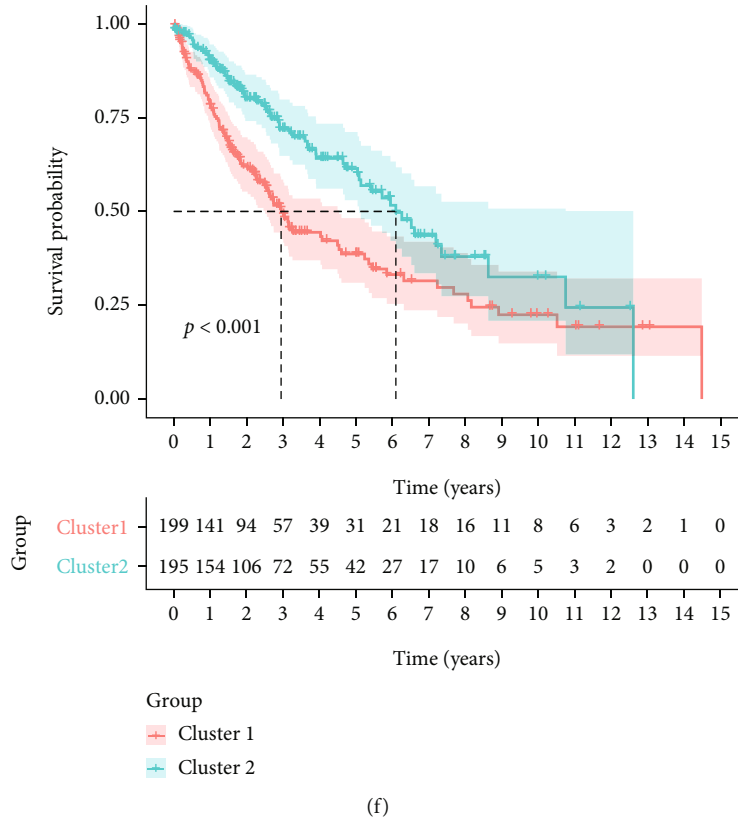 1.00
0.75
0.50
0.25
0.00
Survival probability
p < 0.001
0 1 2 3 4 5 6 7 8 9 10 11 12 13 14 15
Time (years)
Group
Cluster1 199 141 94 57 39 31 21 18 16 11 8 6 3 2 1 0
Cluster2 195 154 106 72 55 42 27 17 10 6 5 3 2 0 0 0
0 1 2 3 4 5 6 7 8 9 10 11 12 13 14 15
Time (years)
Group
Cluster 1
Cluster 2
(f)